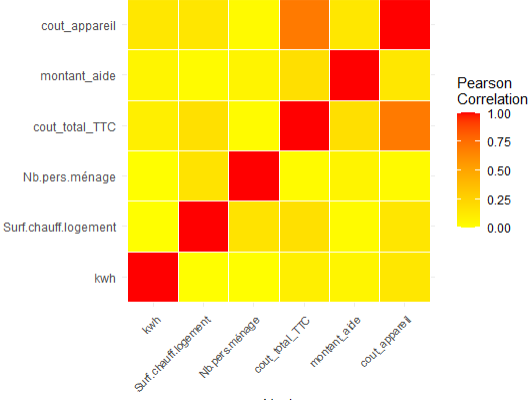 cout_appareil
montant_aide
cout_total_TTC
Nb.pers.ménage
Surf.chauff.logement
kwh
kwh
Surf.chauff.logement
Nb.pers.ménage
cout_total_TTC
montant_aide
cout_appareil
Pearson
Correlation
1.00
0.75
0.50
0.25
0.00